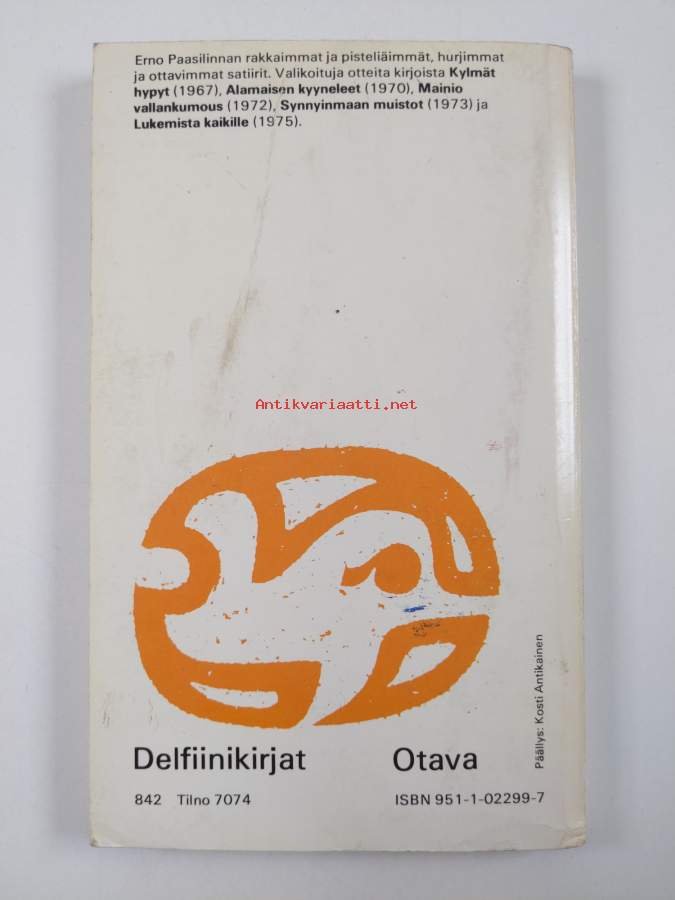 Erno Paasilinnan rakkaimmat ja pisteliäimmät, hurjimmat
ja ottavimmat satiirit. Valikoituja otteita kirjoista Kylmät
hypyt (1967), Alamaisen kyyneleet (1970), Mainio
vallankumous (1972), Synnyinmaan muistot (1973) ja
Lukemista kaikille (1975).
Antikvariaatti.net
Päällys: Kosti Antikainen
Delfiinikirjat Otava
842 Tilno 7074 ISBN 951-1-02299-7